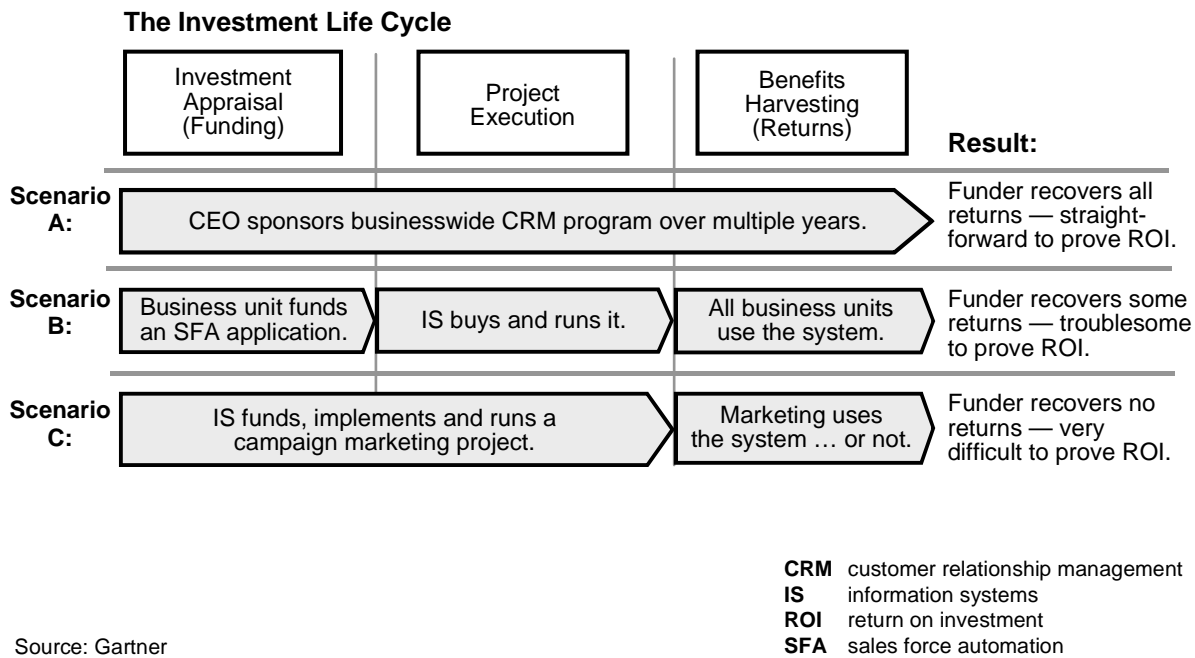 The Investment Life Cycle
Investment
Appraisal
(Funding)
Project
Execution
Benefits
Harvesting
(Returns)
Result:
Scenario
A:
CEO sponsors businesswide CRM program over multiple years.
Funder recovers all
returns — straight-
forward to prove ROI.
Scenario
B:
Business unit funds
an SFA application.
IS buys and runs it.
All business units
use the system.
Funder recovers some
returns — troublesome
to prove ROI.
Scenario
C:
IS funds, implements and runs a
campaign marketing project.
Marketing uses
the system … or not.
Funder recovers no
returns — very
difficult to prove ROI.
CRM customer relationship management
IS information systems
ROI return on investment
SFA sales force automation
Source: Gartner